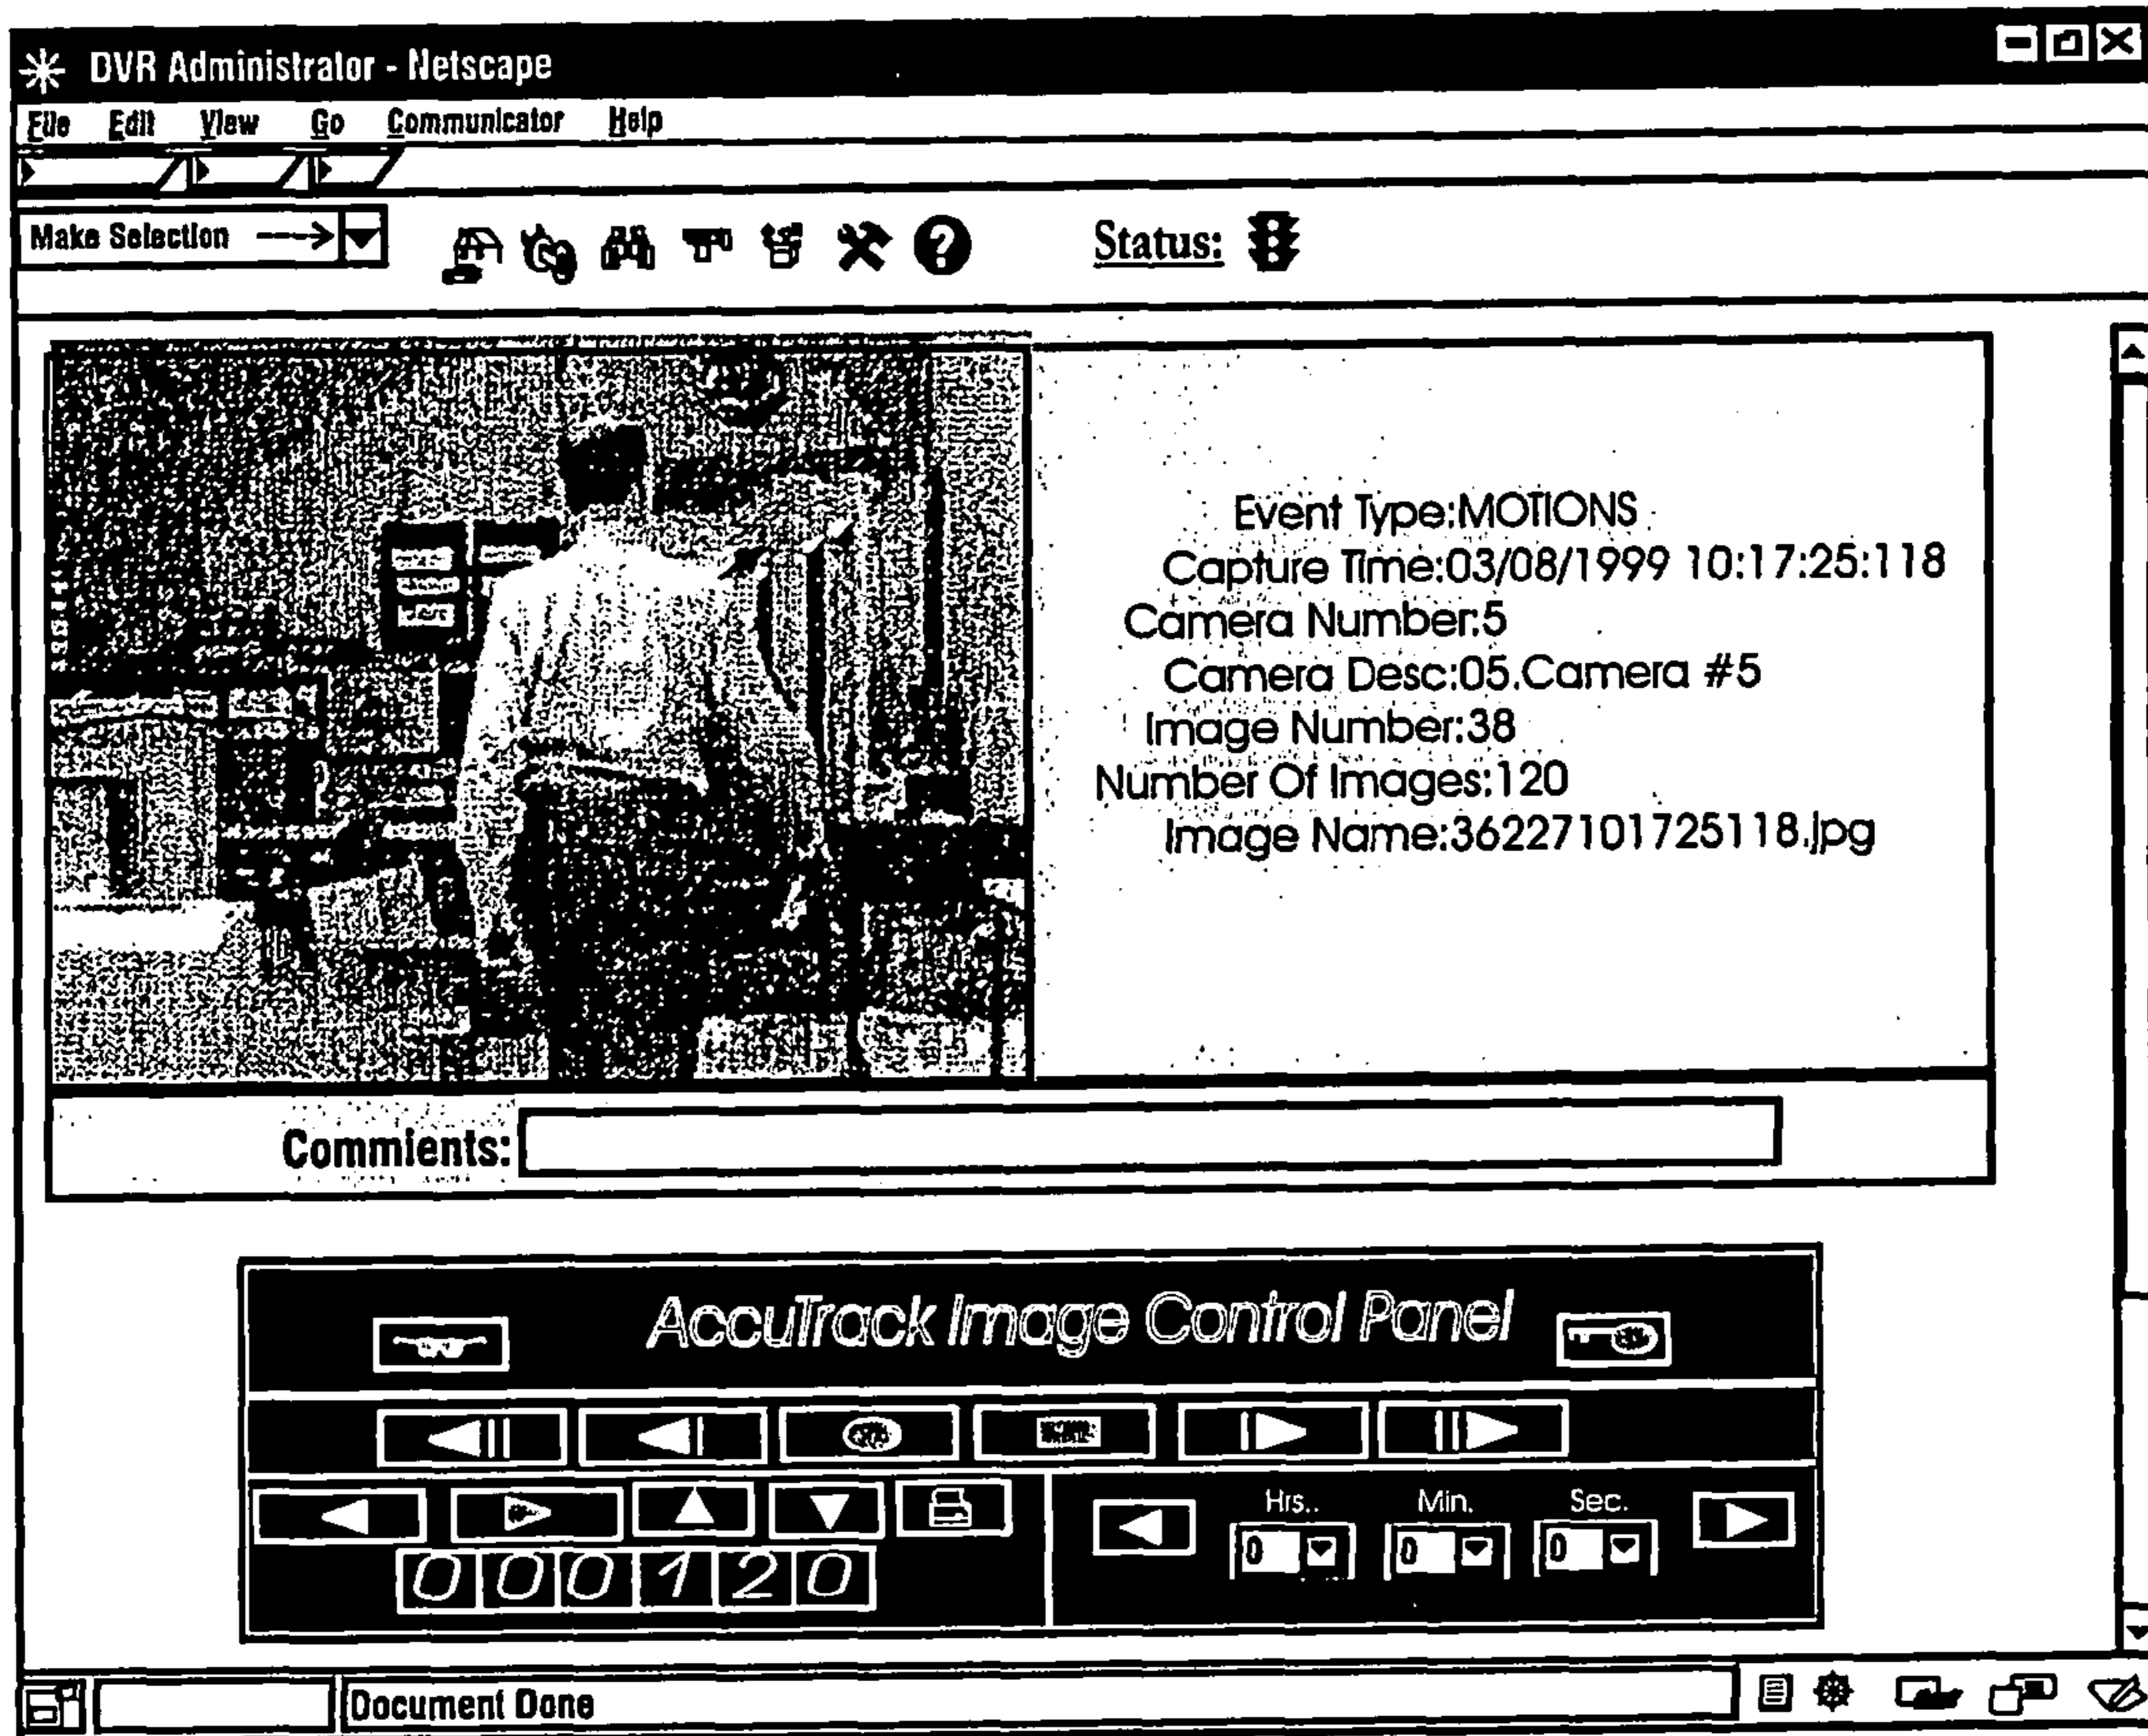 DVR Administrator - Netscape
File Edit View Go Communicator Help
Make Selection
Status:
Event Type:MOTIONS
Capture Time:03/08/1999 10:17:25:118
Camera Number:5
Camera Desc:05.Camera #5
Image Number:38
Number Of Images:120
Image Name:36227101725118.jpg
Commients:
AccuTrack Image Control Panel
Hrs.. Min. Sec.
0 0 0
000120
Document Done